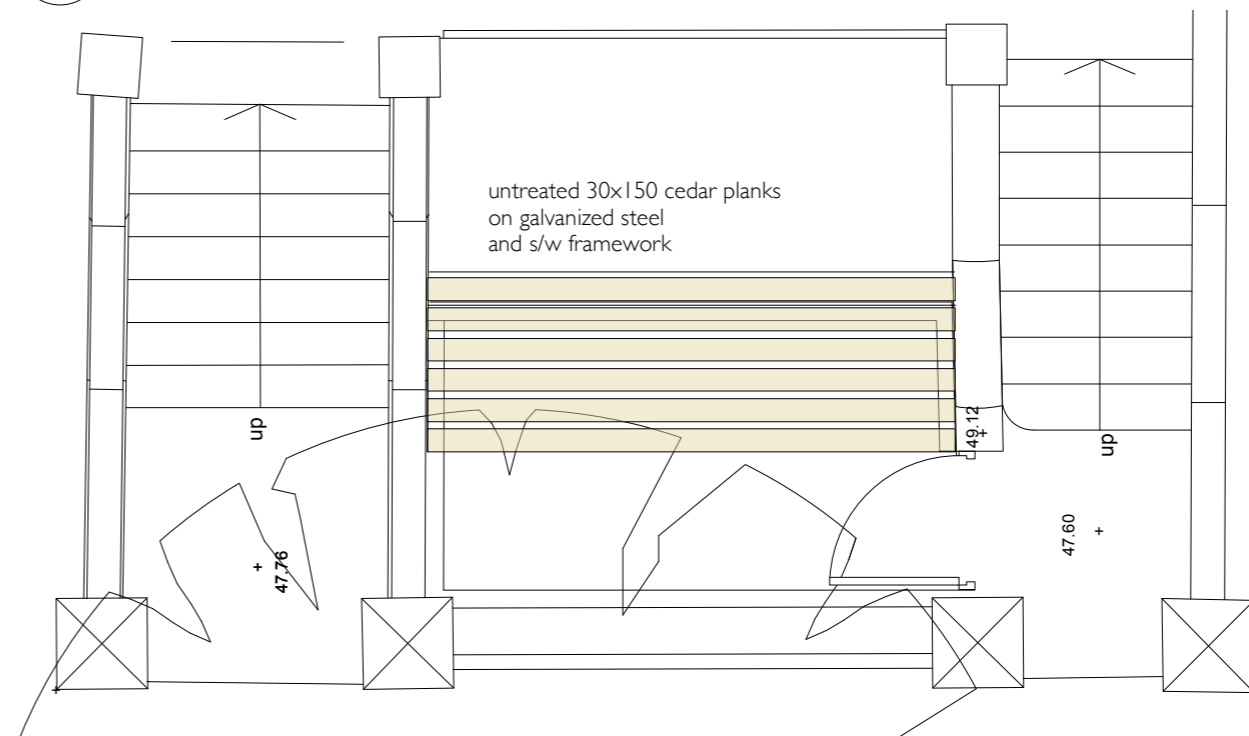 untreated 30x150 cedar planks
on galvanized steel
and s/w framework
up
49.12
up
47.60
47.76